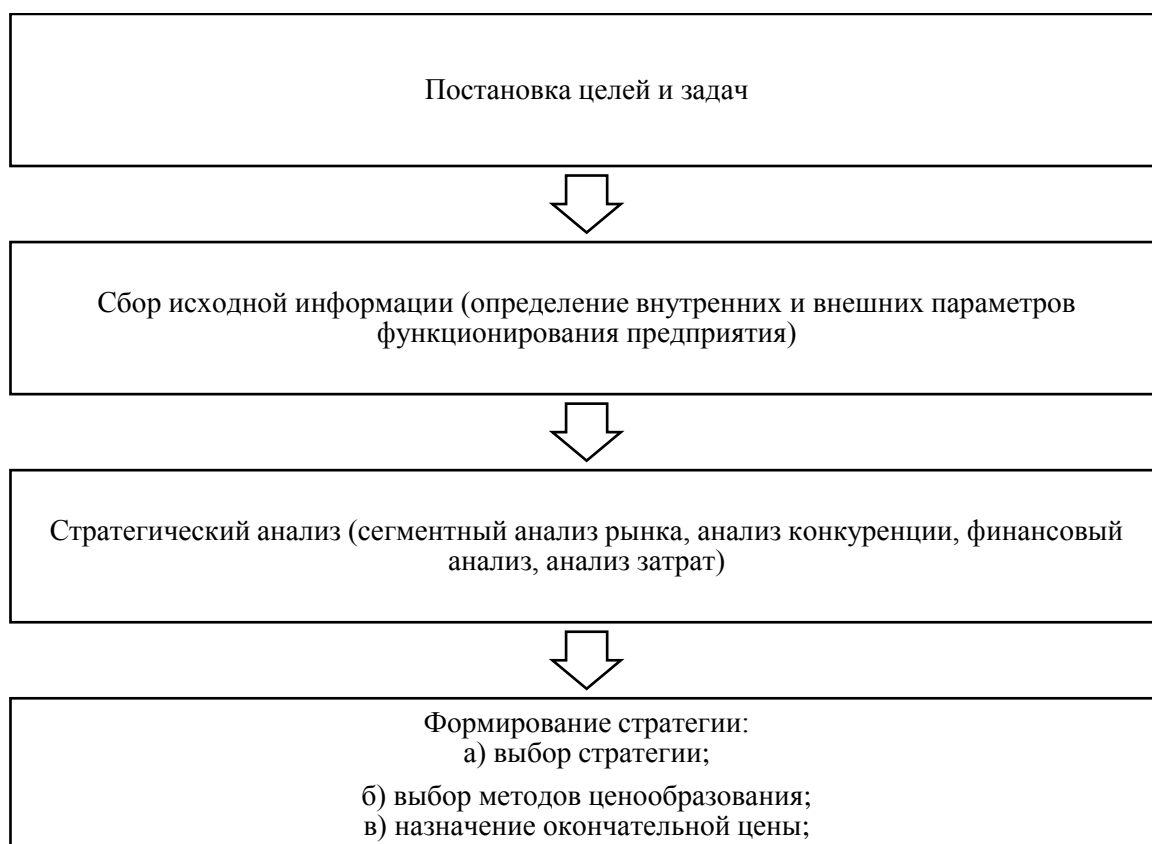 Постановка целей и задач
Сбор исходной информации (определение внутренних и внешних параметров
функционирования предприятия)
Стратегический анализ (сегментный анализ рынка, анализ конкуренции, финансовый
анализ, анализ затрат)
Формирование стратегии:
а) выбор стратегии;
б) выбор методов ценообразования;
в) назначение окончательной цены;